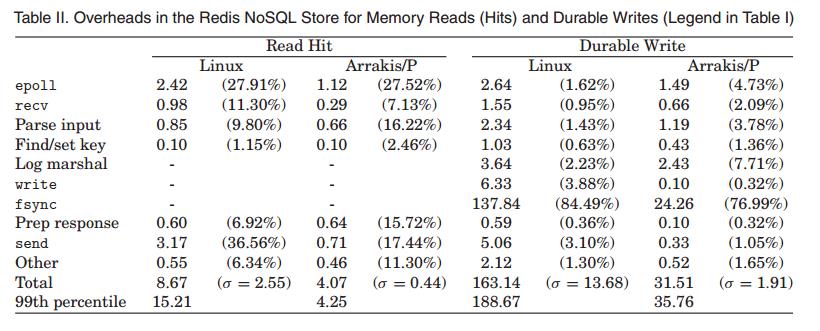 Table II. Overheads in the Redis NoSQL Store for Memory Reads (Hits) and Durable Writes (Legend in Table I)
Read Hit Durable Write
Linux Arrakis/P Linux Arrakis/P
epoll 2.42 (27.91%) 1.12 (27.52%) 2.64 (1.62%) 1.49 (4.73%)
recv 0.98 (11.30%) 0.29 (7.13%) 1.55 (0.95%) 0.66 (2.09%)
Parse input 0.85 (9.80%) 0.66 (16.22%) 2.34 (1.43%) 1.19 (3.78%)
Find/set key 0.10 (1.15%) 0.10 (2.46%) 1.03 (0.63%) 0.43 (1.36%)
Log marshal - - 3.64 (2.23%) 2.43 (7.71%)
write - - 6.33 (3.88%) 0.10 (0.32%)
fsync - - 137.84 (84.49%) 24.26 (76.99%)
Prep response 0.60 (6.92%) 0.64 (15.72%) 0.59 (0.36%) 0.10 (0.32%)
send 3.17 (36.56%) 0.71 (17.44%) 5.06 (3.10%) 0.33 (1.05%)
Other 0.55 (6.34%) 0.46 (11.30%) 2.12 (1.30%) 0.52 (1.65%)
Total 8.67 (σ = 2.55) 4.07 (σ = 0.44) 163.14 (σ = 13.68) 31.51 (σ = 1.91)
99th percentile 15.21 4.25 188.67 35.76